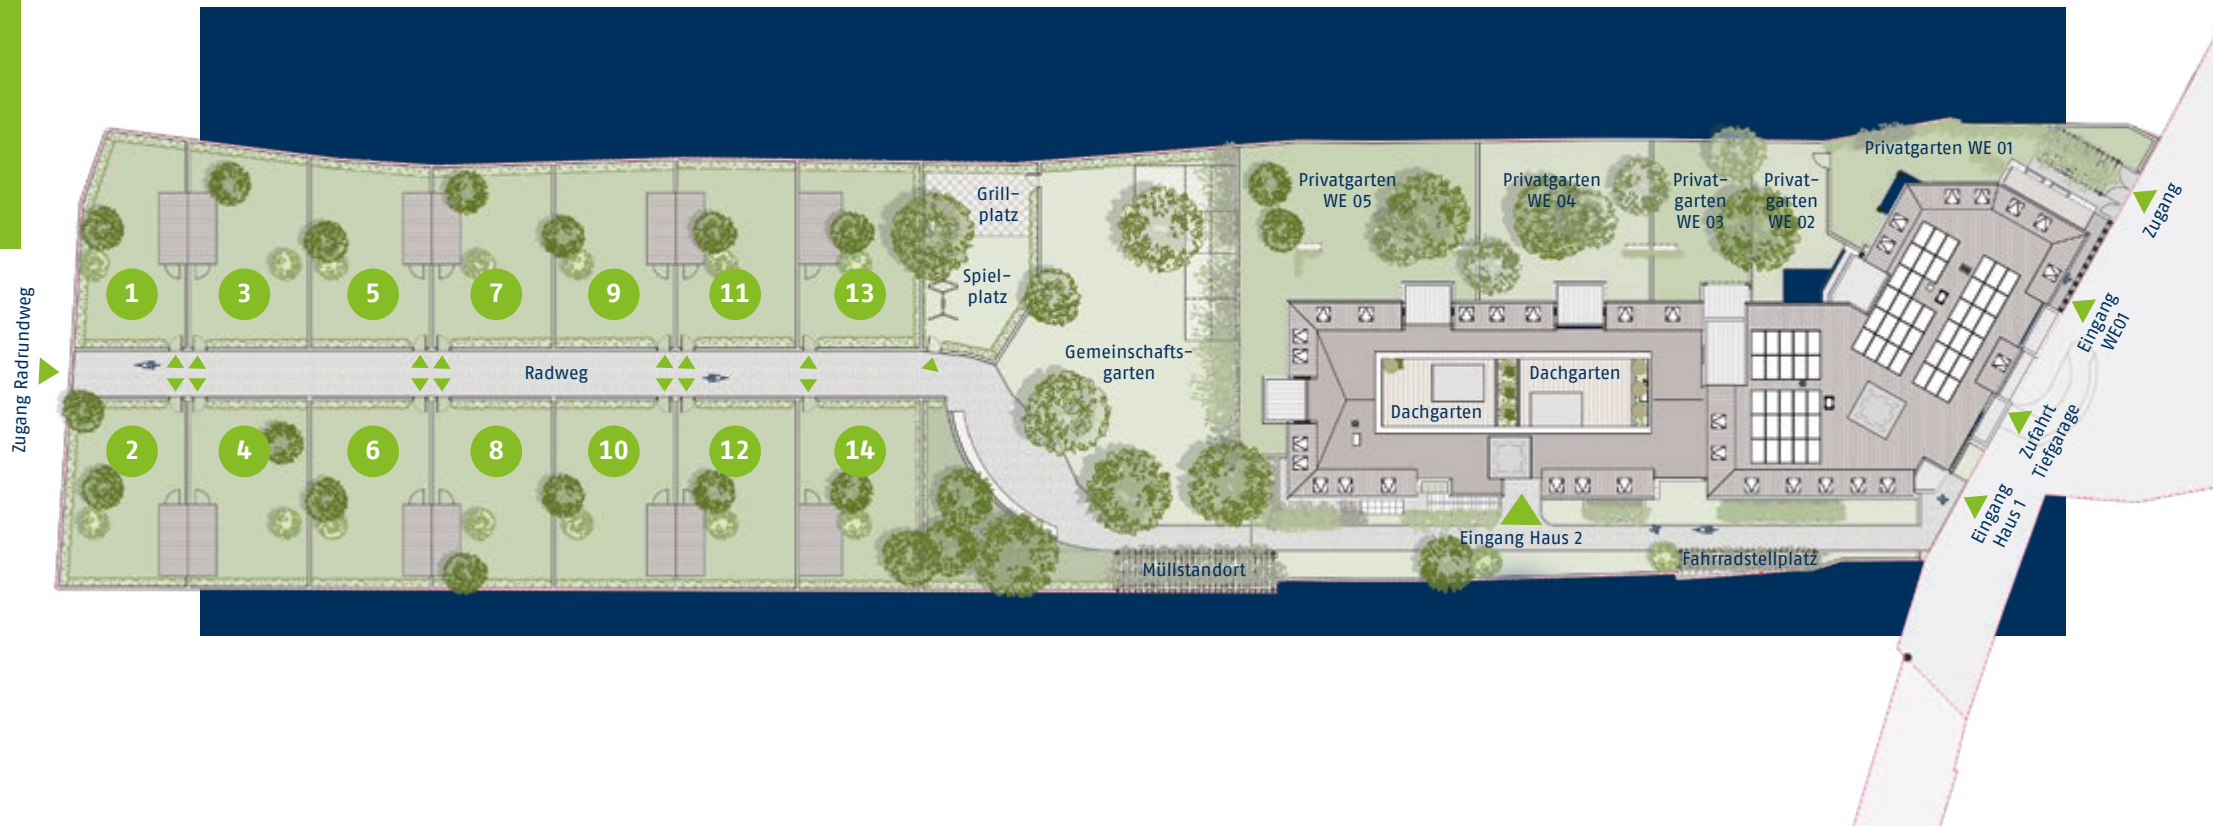 Zugang Radrundweg
1
3
5
7
9
11
13
2
4
6
8
10
12
14
Radweg
Grill-
platz
Spiel-
platz
Gemeinschafts-
garten
Privatgarten
WE 05
Privatgarten
WE 04
Privat-
garten
WE 03
Privat-
garten
WE 02
Privatgarten WE 01
Dachgarten
Dachgarten
Eingang Haus 2
Müllstandort
Fahrradstellplatz
Zugang
Eingang
WE01
Zufahrt
Tiefgarage
Eingang
Haus 1